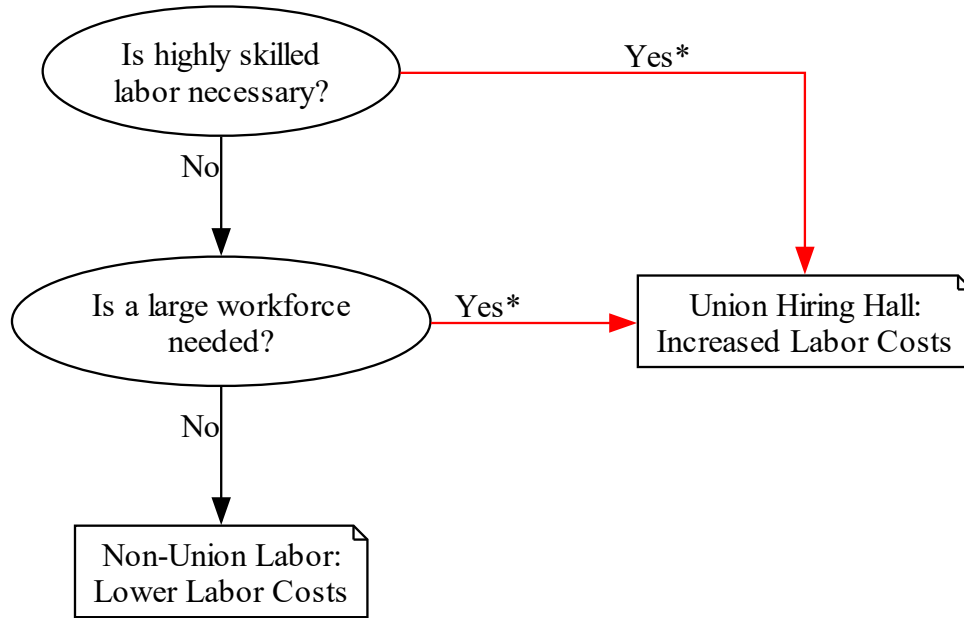 Is highly skilled
labor necessary?
Yes*
No
Is a large workforce
needed?
Yes*
Union Hiring Hall:
Increased Labor Costs
No
Non-Union Labor:
Lower Labor Costs